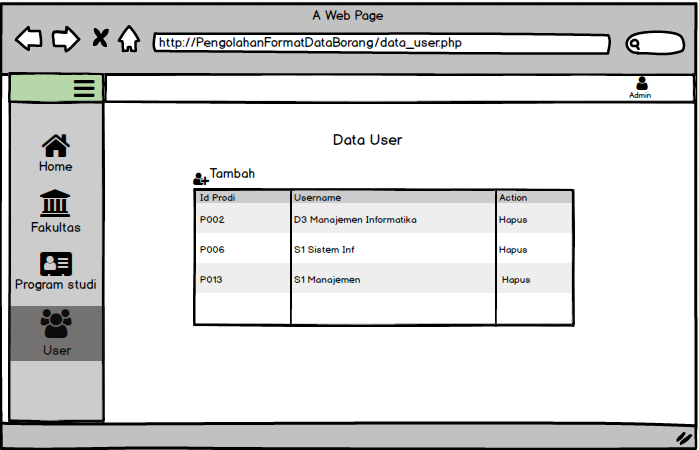 A Web Page
http://PengolahanFormatDataBorang/data_user.php
Admin
Home
Fakultas
Program studi
User
Data User
Tambah
Id Prodi Username Action
P002 D3 Manajemen Informatika Hapus
P006 S1 Sistem Inf Hapus
P013 S1 Manajemen Hapus